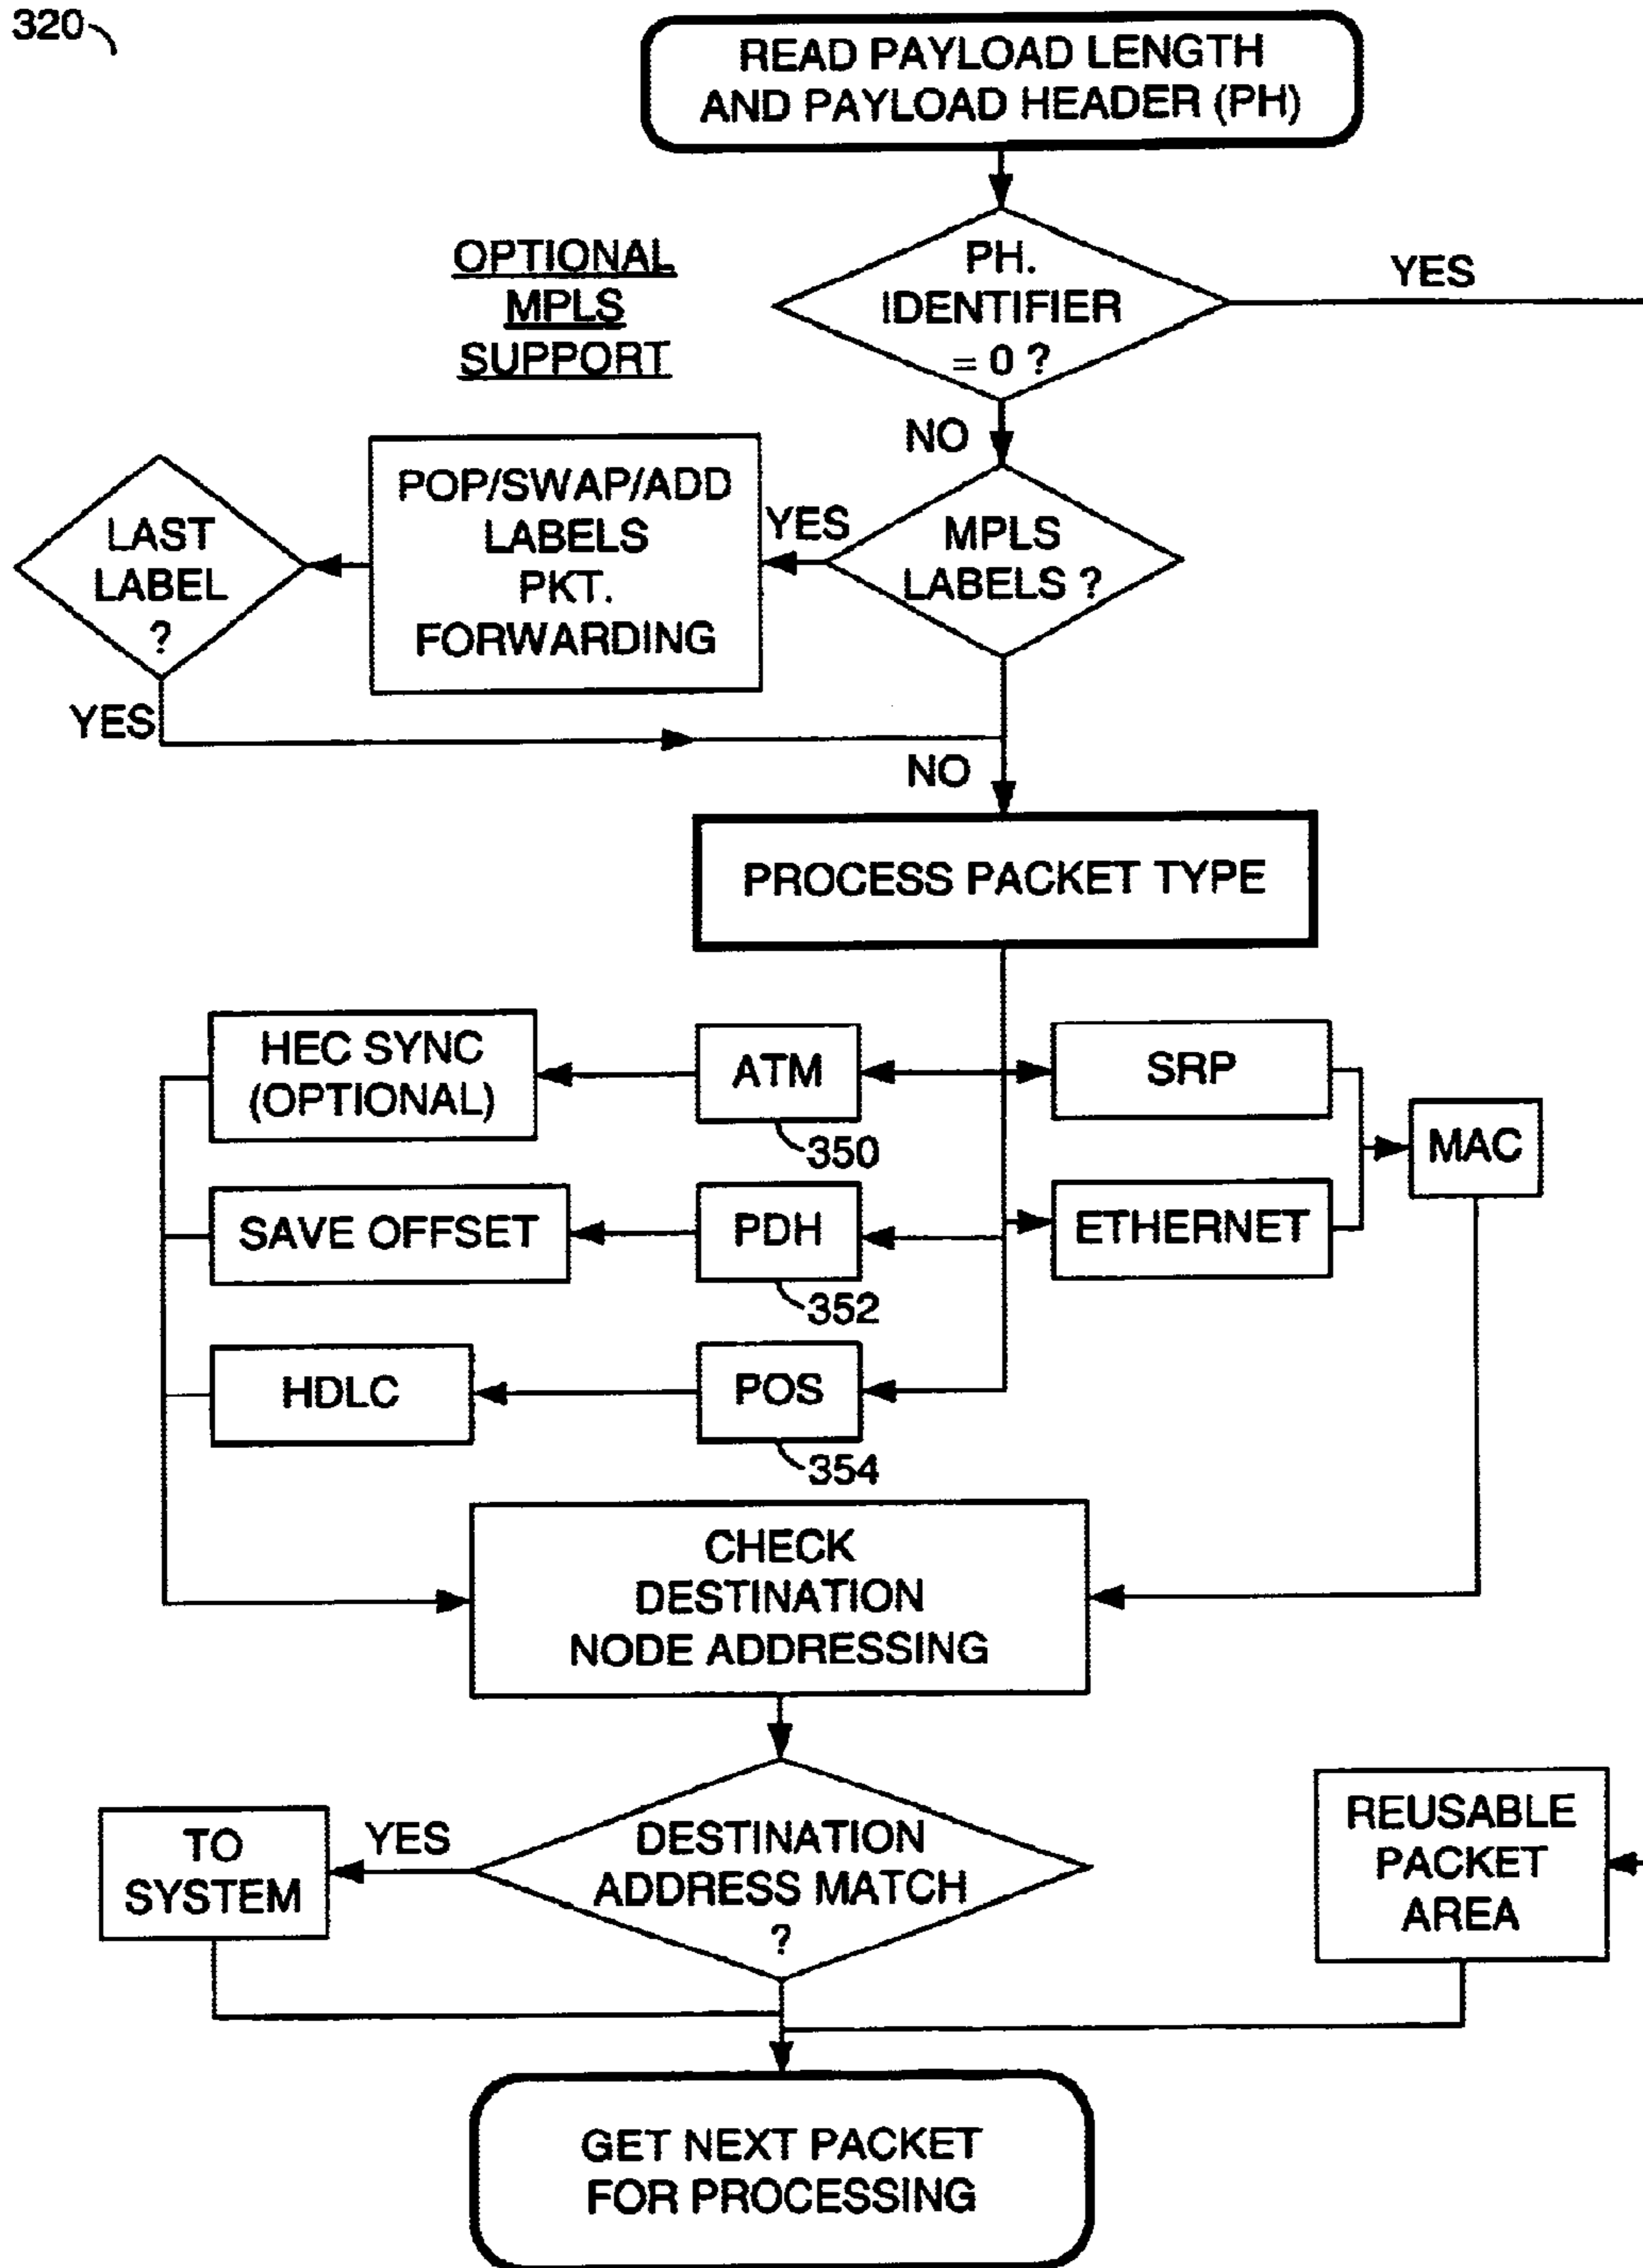 320
READ PAYLOAD LENGTH
AND PAYLOAD HEADER (PH)
OPTIONAL
MPLS
SUPPORT
PH.
IDENTIFIER
= 0 ?
YES
NO
LAST
LABEL
?
POP/SWAP/ADD
LABELS
PKT.
FORWARDING
YES
MPLS
LABELS ?
YES
NO
PROCESS PACKET TYPE
HEC SYNC
(OPTIONAL)
ATM
350
SRP
MAC
SAVE OFFSET
PDH
352
ETHERNET
HDLC
POS
354
CHECK
DESTINATION
NODE ADDRESSING
TO
SYSTEM
YES
DESTINATION
ADDRESS MATCH
?
REUSABLE
PACKET
AREA
GET NEXT PACKET
FOR PROCESSING